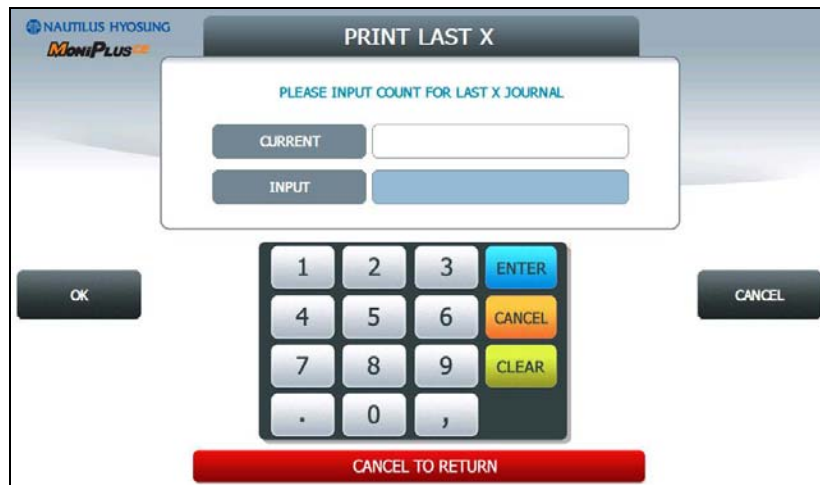 NAUTILUS HYOSUNG
MONIPLUS CE
PRINT LAST X
PLEASE INPUT COUNT FOR LAST X JOURNAL
CURRENT
INPUT
1 2 3 ENTER
OK
CANCEL
4 5 6 CANCEL
7 8 9 CLEAR
. 0 ,
CANCEL TO RETURN